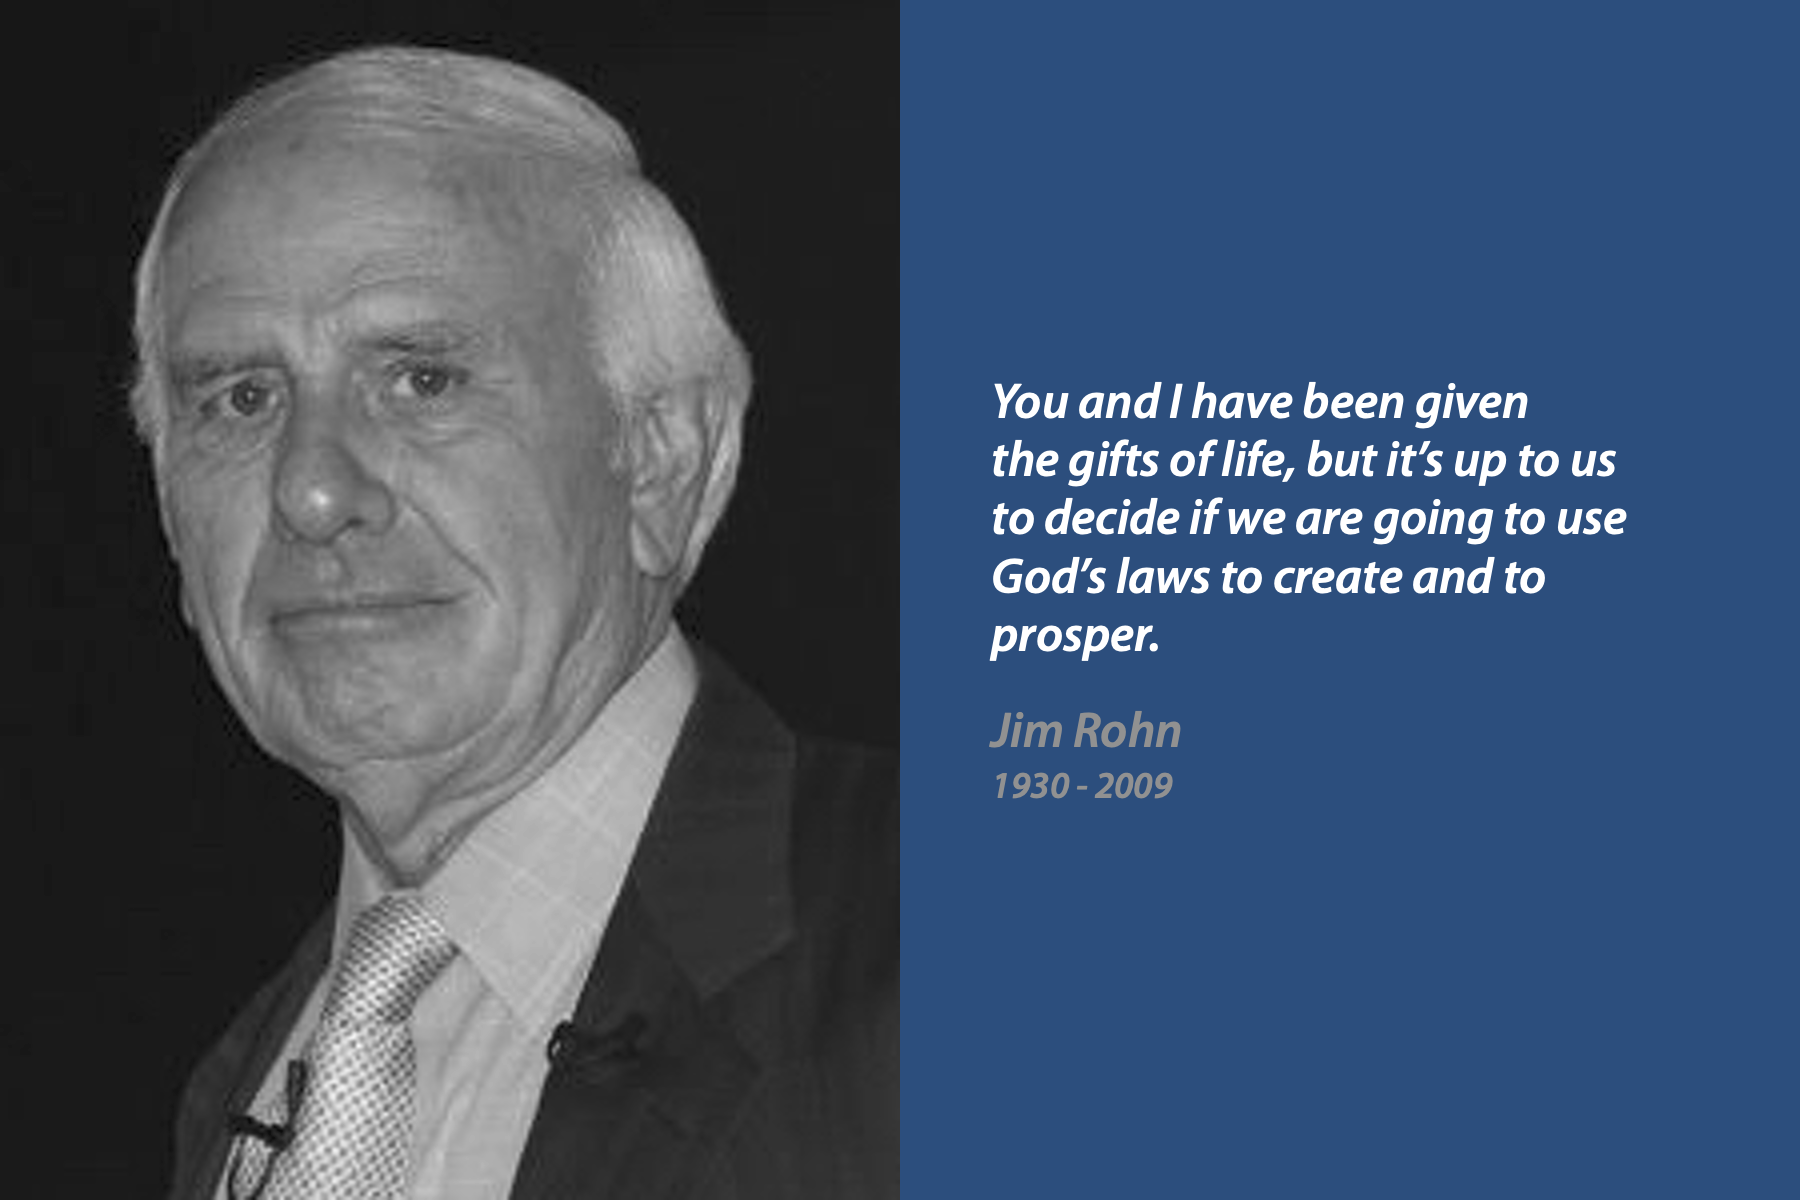 You and I have been given
the gifts of life, but it’s up to us
to decide if we are going to use
God’s laws to create and to
prosper.
Jim Rohn
1930 - 2009